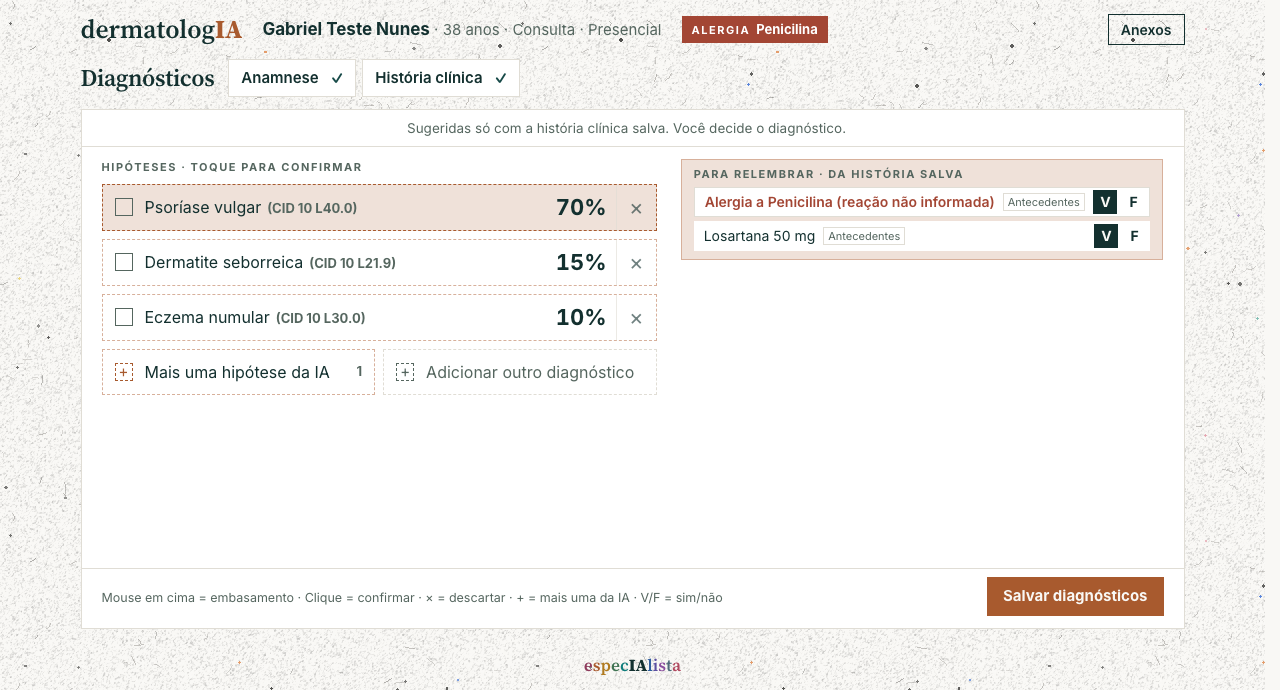 dermatologIA
Gabriel Teste Nunes · 38 anos · Consulta · Presencial
ALERGIA Penicilina
Anexos
Diagnósticos
Anamnese ✓
História clínica ✓
Sugeridas só com a história clínica salva. Você decide o diagnóstico.
HIPÓTESES · TOQUE PARA CONFIRMAR
Psoríase vulgar (CID 10 L40.0) 70% ×
Dermatite seborreica (CID 10 L21.9) 15% ×
Eczema numular (CID 10 L30.0) 10% ×
+ Mais uma hipótese da IA 1
+ Adicionar outro diagnóstico
PARA RELEMBRAR · DA HISTÓRIA SALVA
Alergia a Penicilina (reação não informada) Antecedentes V F
Losartana 50 mg Antecedentes V F
Mouse em cima = embasamento · Clique = confirmar · × = descartar · + = mais uma da IA · V/F = sim/não
Salvar diagnósticos
especIAlista